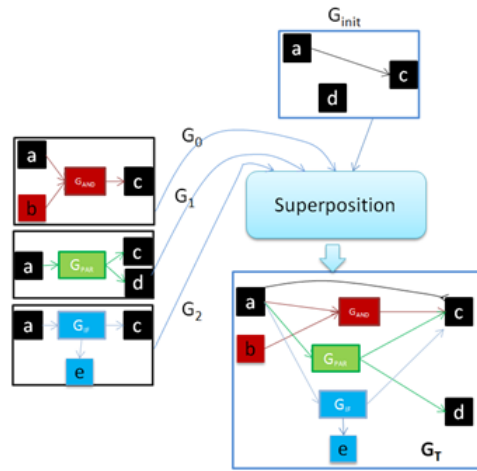 G_init
a
c
d
G_0
a
G_AND
c
b
G_1
a
G_PAR
c
d
G_2
a
G_IF
c
e
Superposition
a
G_AND
c
b
G_PAR
G_IF
d
e
G_T